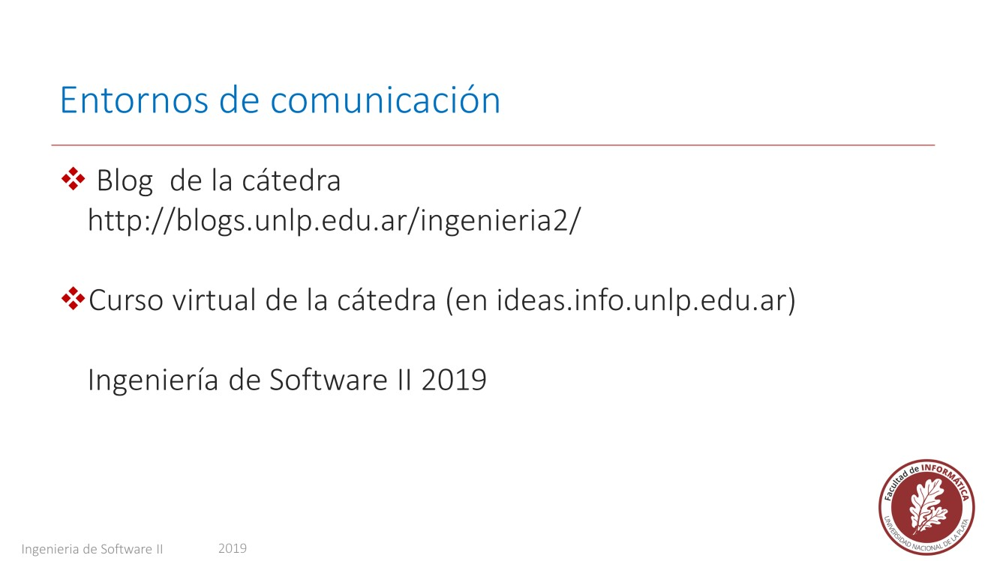 Entornos de comunicación
Blog  de la cátedra
http://blogs.unlp.edu.ar/ingenieria2/
Curso virtual de la cátedra (en ideas.info.unlp.edu.ar)
Ingeniería de Software II 2019
Facultad de INFORMÁTICA
UNIVERSIDAD NACIONAL DE LA PLATA
Ingenieria de Software II 2019